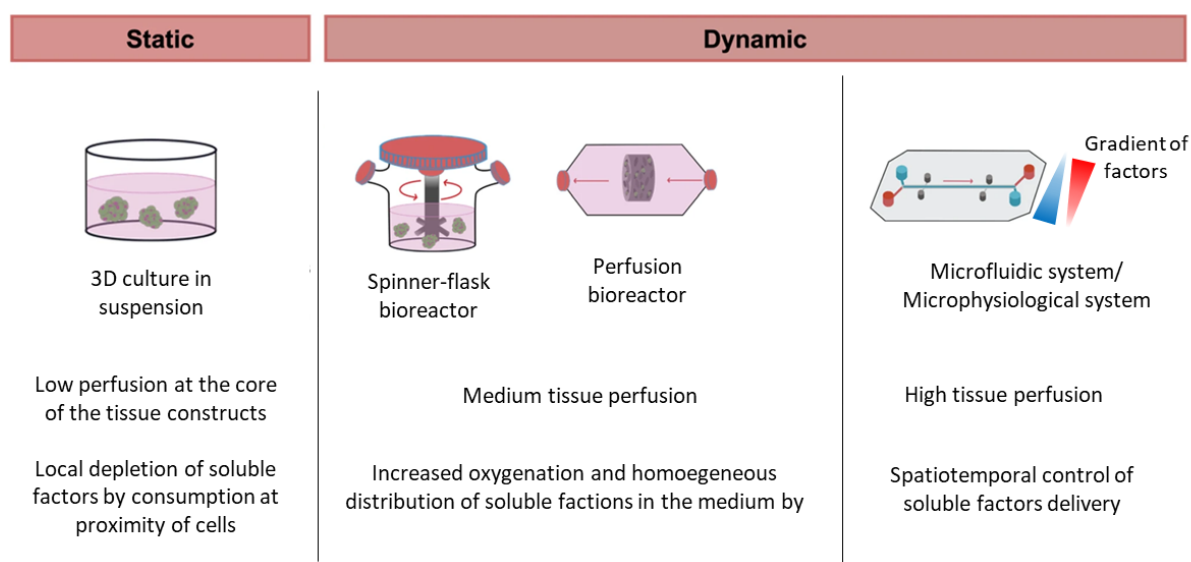 Static
Dynamic
3D culture in
suspension
Low perfusion at the core
of the tissue constructs
Local depletion of soluble
factors by consumption at
proximity of cells
Spinner-flask
bioreactor
Perfusion
bioreactor
Medium tissue perfusion
Increased oxygenation and homoegeneous
distribution of soluble factions in the medium by
Gradient of
factors
Microfluidic system/
Microphysiological system
High tissue perfusion
Spatiotemporal control of
soluble factors delivery